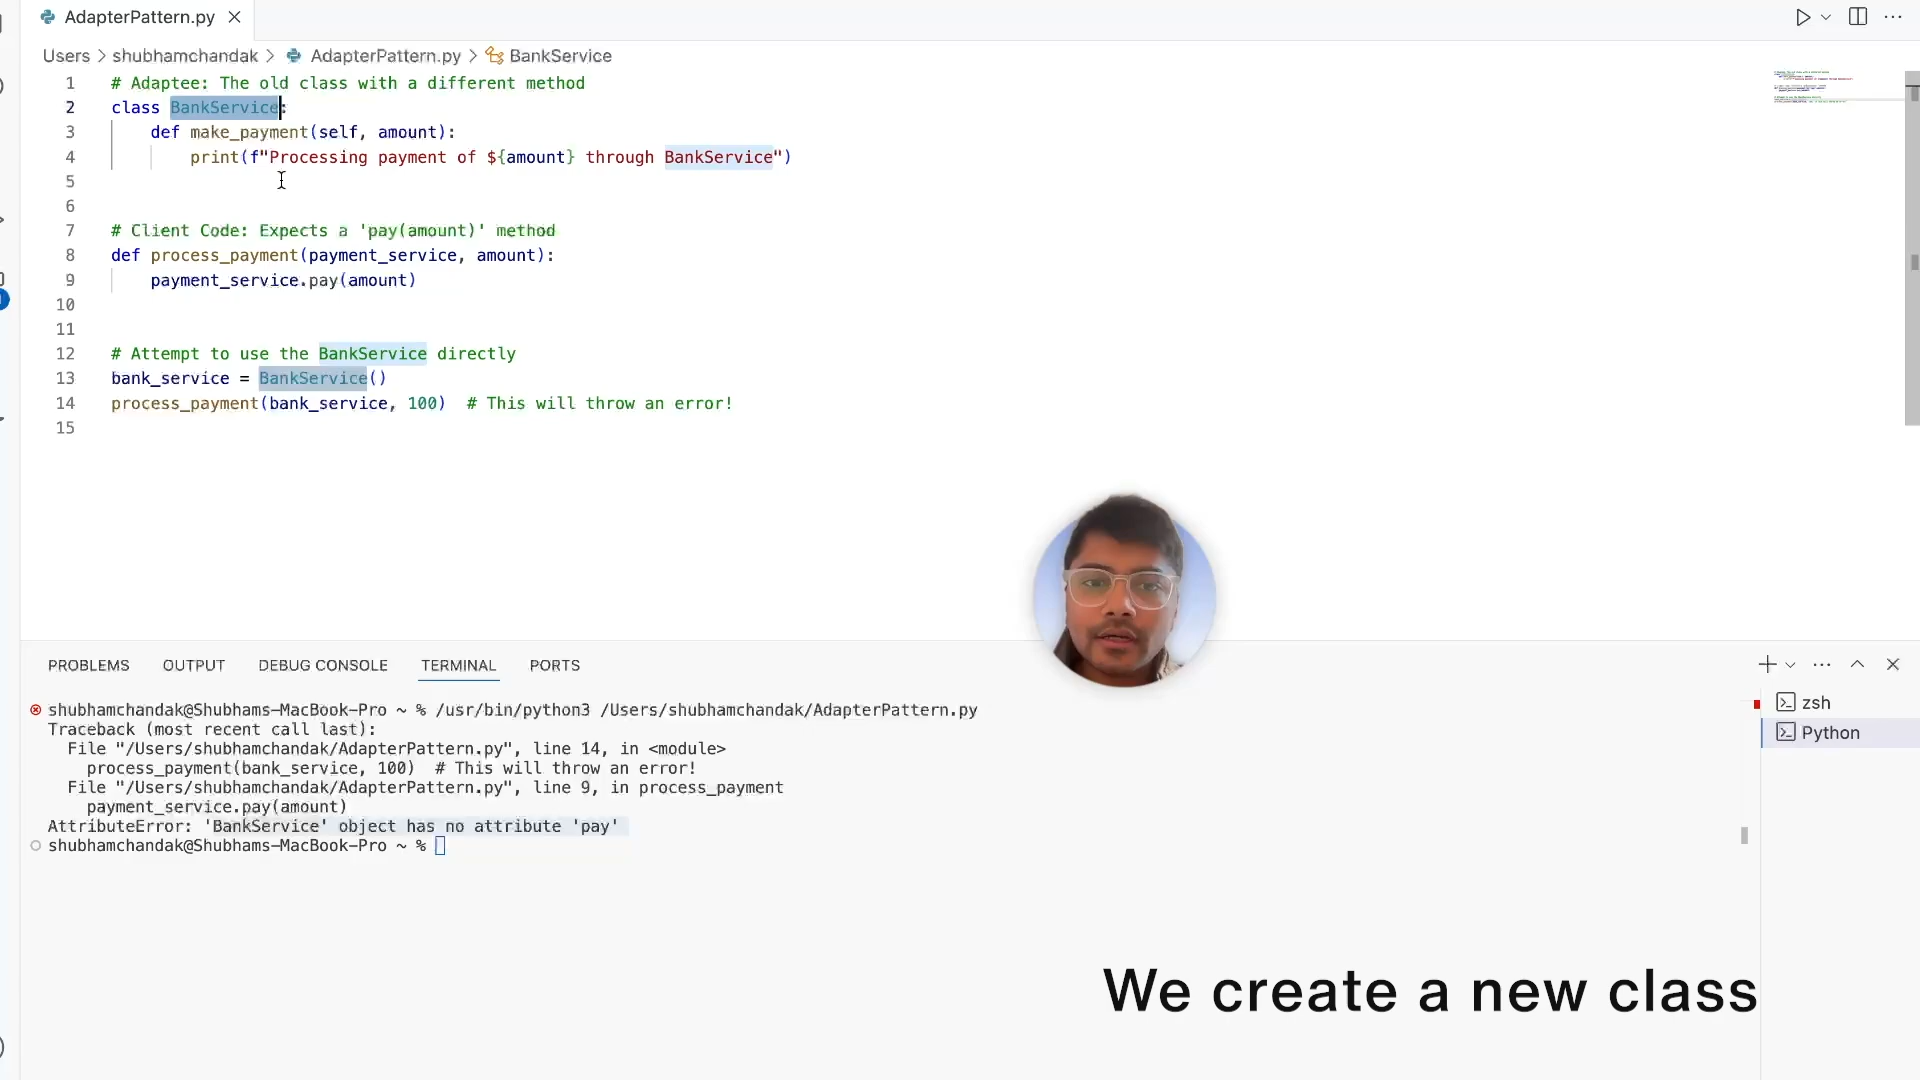 AdapterPattern.py
Users > shubhamchandak > AdapterPattern.py > BankService
1 # Adaptee: The old class with a different method
2 class BankService:
3 def make_payment(self, amount):
4 print(f"Processing payment of ${amount} through BankService")
5
6
7 # Client Code: Expects a 'pay(amount)' method
8 def process_payment(payment_service, amount):
9 payment_service.pay(amount)
10
11
12 # Attempt to use the BankService directly
13 bank_service = BankService()
14 process_payment(bank_service, 100)  # This will throw an error!
15
PROBLEMS OUTPUT DEBUG CONSOLE TERMINAL PORTS
shubhamchandak@Shubhams-MacBook-Pro ~ % /usr/bin/python3 /Users/shubhamchandak/AdapterPattern.py
Traceback (most recent call last):
File "/Users/shubhamchandak/AdapterPattern.py", line 14, in <module>
process_payment(bank_service, 100)  # This will throw an error!
File "/Users/shubhamchandak/AdapterPattern.py", line 9, in process_payment
payment_service.pay(amount)
AttributeError: 'BankService' object has no attribute 'pay'
shubhamchandak@Shubhams-MacBook-Pro ~ %
zsh
Python
We create a new class